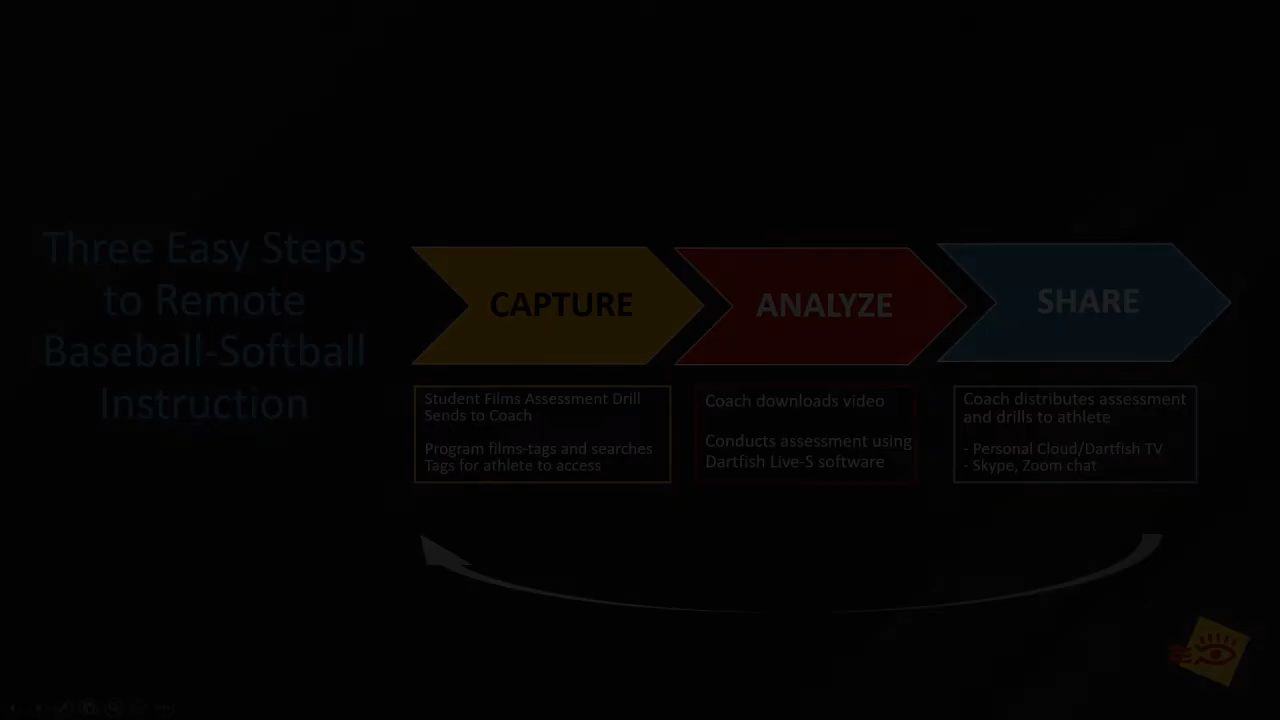 Three Easy Steps
to Remote
Baseball-Softball
Instruction
CAPTURE
ANALYZE
SHARE
Student Films Assessment Drill
Sends to Coach
Program films-tags and searches
Tags for athlete to access
Coach downloads video
Conducts assessment using
Dartfish Live-S software
Coach distributes assessment
and drills to athlete
- Personal Cloud/Dartfish TV
- Skype, Zoom chat